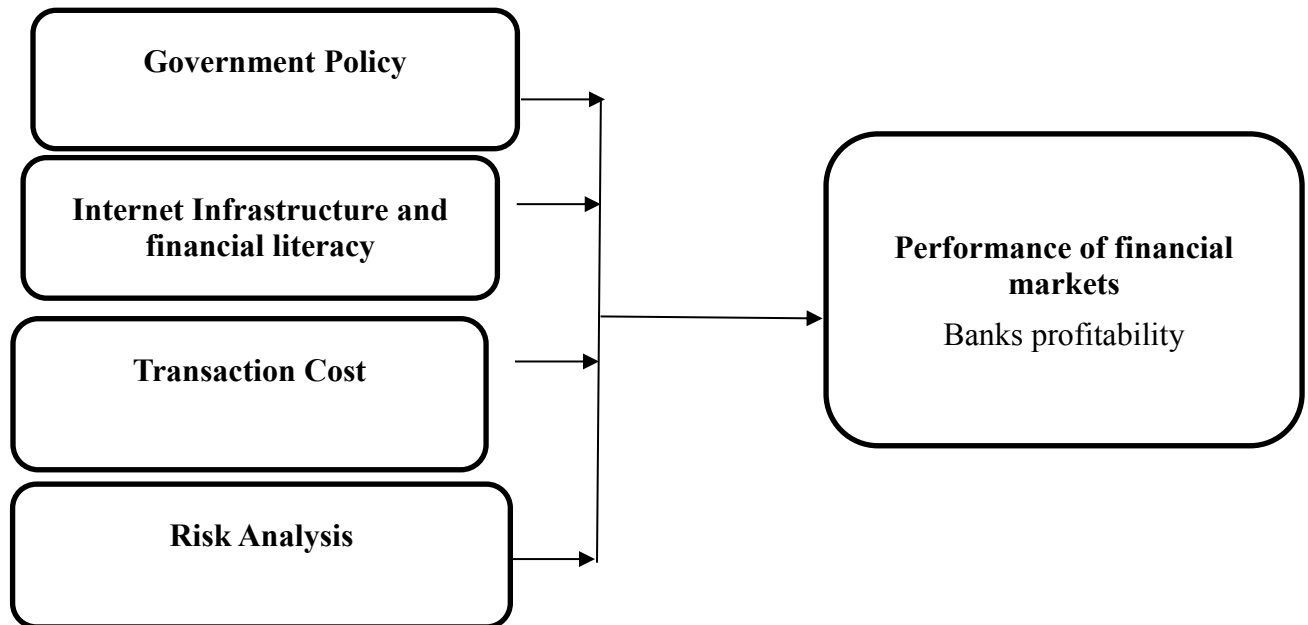 Government Policy
Internet Infrastructure and
financial literacy
Transaction Cost
Risk Analysis
Performance of financial
markets
Banks profitability